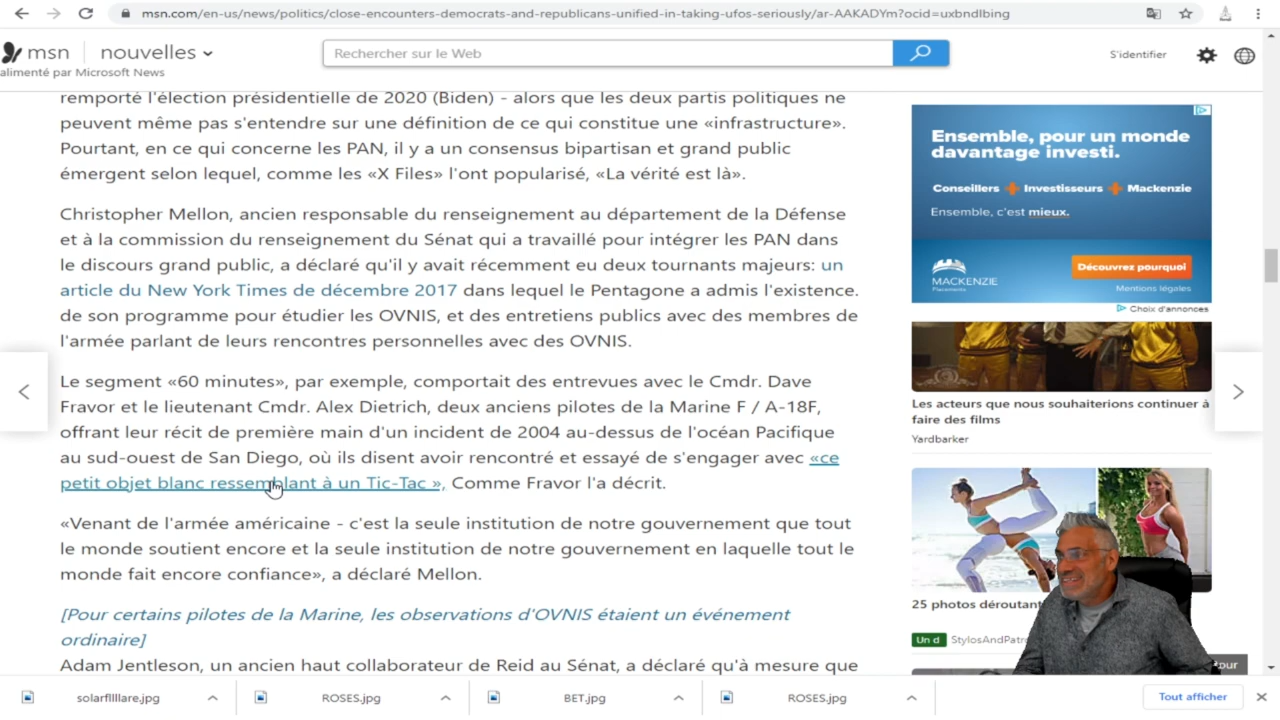 msn.com/en-us/news/politics/close-encounters-democrats-and-republicans-unified-in-taking-ufos-seriously/ar-AAKADYm?ocid=uxbndlbing
msn nouvelles
alimenté par Microsoft News
Rechercher sur le Web
S'identifier
remporté l'élection présidentielle de 2020 (Biden) - alors que les deux partis politiques ne
peuvent même pas s'entendre sur une définition de ce qui constitue une «infrastructure».
Pourtant, en ce qui concerne les PAN, il y a un consensus bipartisan et grand public
émergent selon lequel, comme les «X Files» l'ont popularisé, «La vérité est là».
Christopher Mellon, ancien responsable du renseignement au département de la Défense
et à la commission du renseignement du Sénat qui a travaillé pour intégrer les PAN dans
le discours grand public, a déclaré qu'il y avait récemment eu deux tournants majeurs: un
article du New York Times de décembre 2017 dans lequel le Pentagone a admis l'existence.
de son programme pour étudier les OVNIS, et des entretiens publics avec des membres de
l'armée parlant de leurs rencontres personnelles avec des OVNIS.
Le segment «60 minutes», par exemple, comportait des entrevues avec le Cmdr. Dave
Fravor et le lieutenant Cmdr. Alex Dietrich, deux anciens pilotes de la Marine F / A-18F,
offrant leur récit de première main d'un incident de 2004 au-dessus de l'océan Pacifique
au sud-ouest de San Diego, où ils disent avoir rencontré et essayé de s'engager avec «ce
petit objet blanc ressemblant à un Tic-Tac », Comme Fravor l'a décrit.
«Venant de l'armée américaine - c'est la seule institution de notre gouvernement que tout
le monde soutient encore et la seule institution de notre gouvernement en laquelle tout le
monde fait encore confiance», a déclaré Mellon.
[Pour certains pilotes de la Marine, les observations d'OVNIS étaient un événement
ordinaire]
Adam Jentleson, un ancien haut collaborateur de Reid au Sénat, a déclaré qu'à mesure que
Ensemble, pour un monde
davantage investi.
Conseillers + Investisseurs + Mackenzie
Ensemble, c'est mieux.
MACKENZIE
Placements
Découvrez pourquoi
Mentions légales
Choix d'annonces
Les acteurs que nous souhaiterions continuer à
faire des films
Yardbarker
25 photos déroutant
Un d StylosAndPatr
pour
solarfllllare.jpg
ROSES.jpg
BET.jpg
ROSES.jpg
Tout afficher